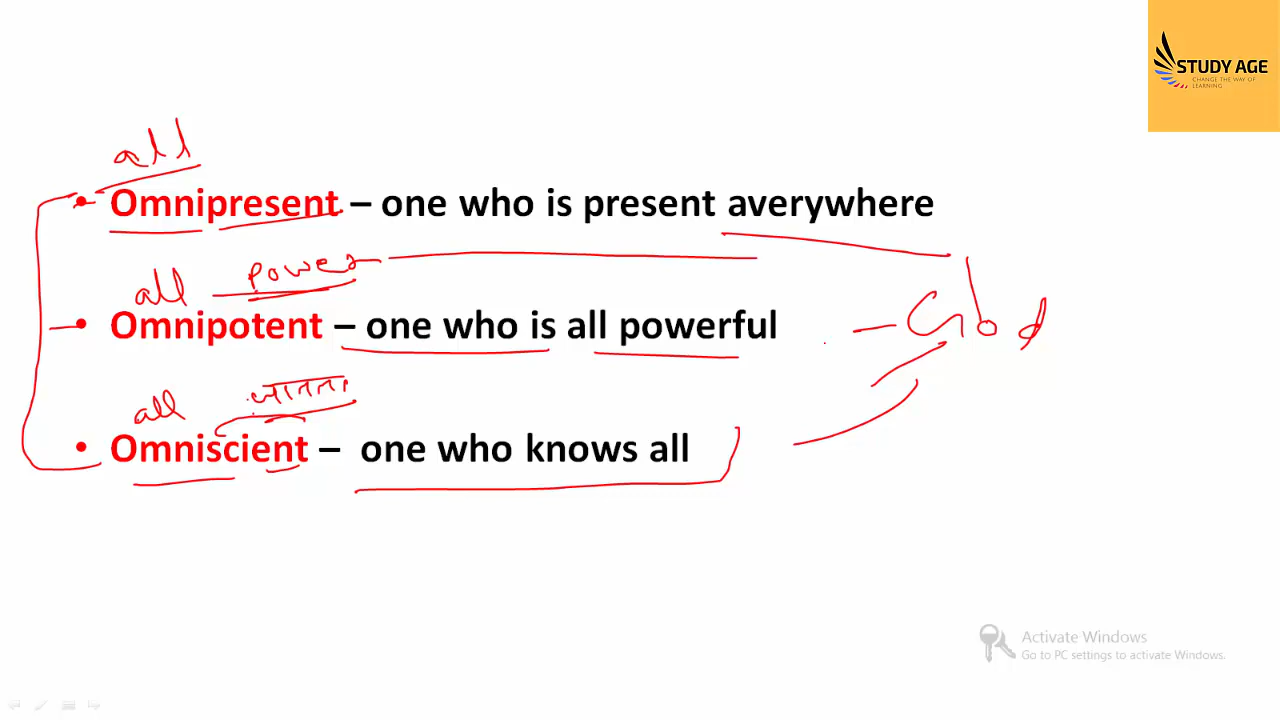 STUDY AGE
CHANGE THE WAY OF
LEARNING
all
• Omnipresent – one who is present averywhere
all power
• Omnipotent – one who is all powerful – God
all जानना
• Omniscient – one who knows all
Activate Windows
Go to PC settings to activate Windows.